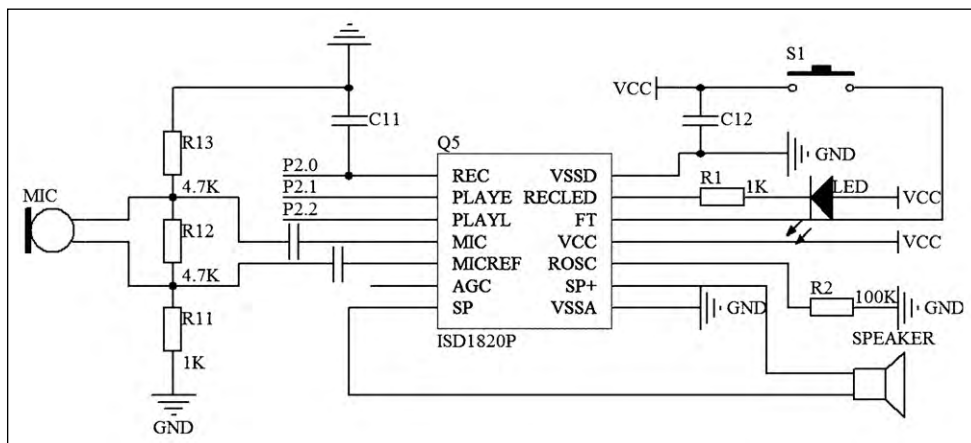 S1
VCC
C11
C12
R13
Q5
GND
P2.0
REC
VSSD
R1
1K
LED
4.7K
P2.1
PLAYE
RECLED
VCC
MIC
P2.2
PLAYL
FT
R12
MIC
VCC
VCC
4.7K
MICREF
ROSC
AGC
SP+
R2
100K
R11
SP
VSSA
GND
GND
1K
ISD1820P
SPEAKER
GND